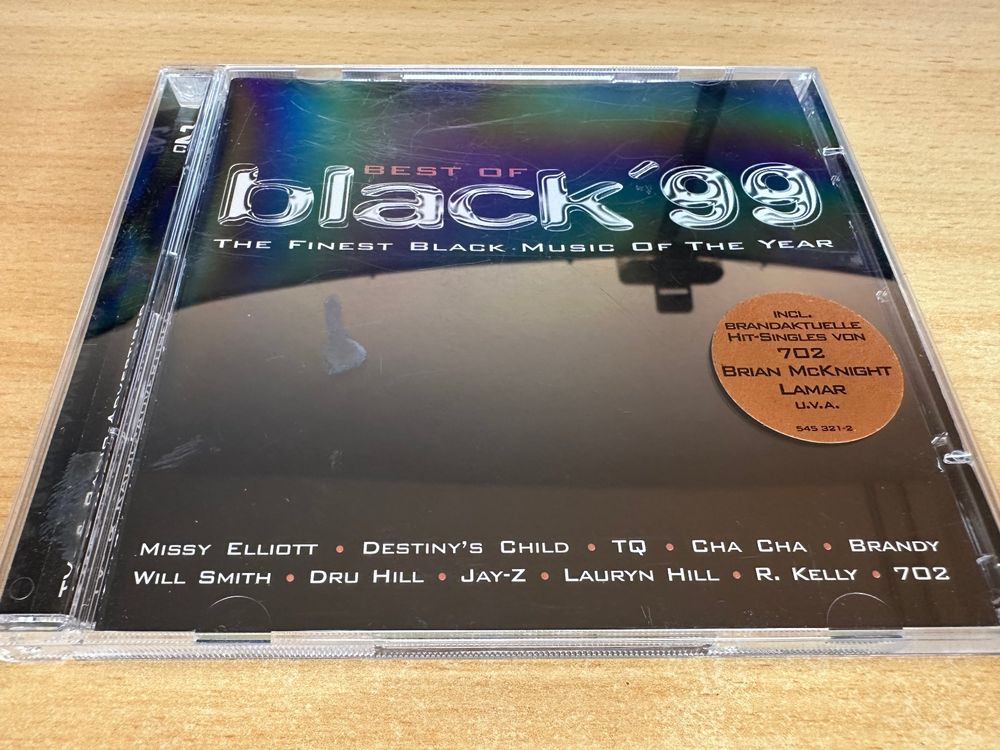 BEST OF
black '99
THE FINEST BLACK MUSIC OF THE YEAR
INCL.
BRANDAKTUELLE
HIT-SINGLES VON
702
BRIAN MCKNIGHT
LAMAR
U.V.A.
545 321-2
MISSY ELLIOTT • DESTINY'S CHILD • TQ • CHA CHA • BRANDY
WILL SMITH • DRU HILL • JAY-Z • LAURYN HILL • R. KELLY • 702